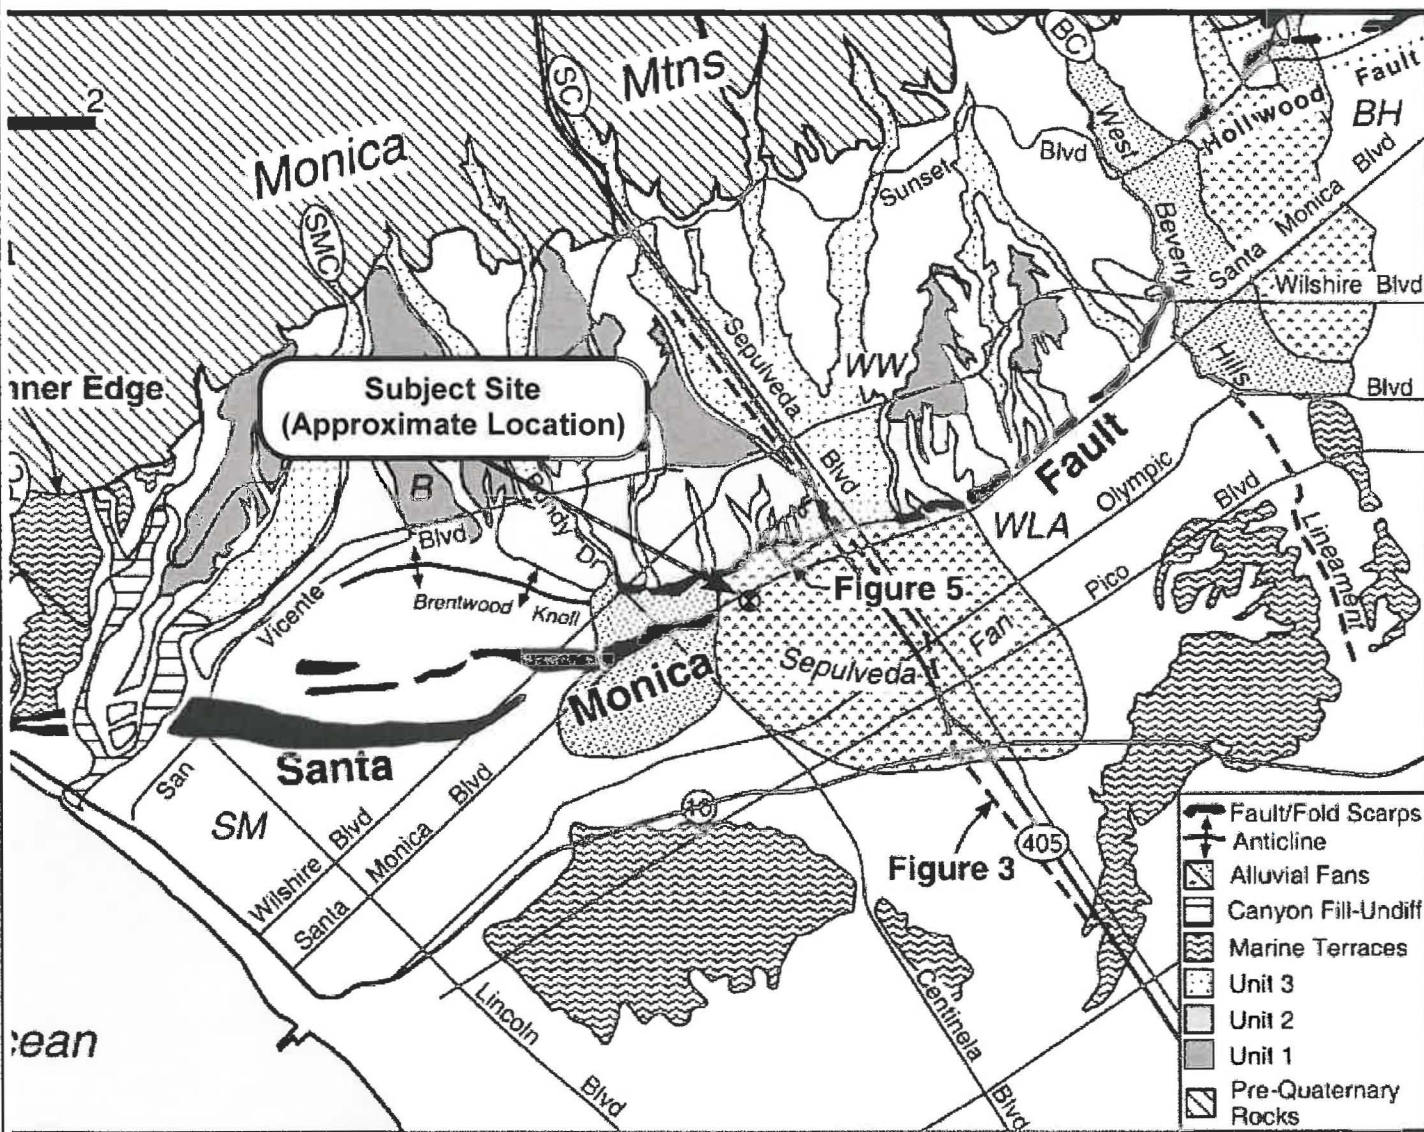 2
Mtns
Monica
SC
BC
SMC
Fault
Hollwood
BH
West
Blvd
Sunset
Blvd
Beverly
Santa Monica
Wilshire Blvd
Hills
Blvd
nner Edge
Subject Site
(Approximate Location)
Sepulveda
Blvd
WW
B
Dr
Blvd
Vicente
Brentwood Knoll
Fault
WLA
Olympic
Pico
Blvd
Lineament
Figure 5
Fan
Sepulveda
Monica
Santa
San
SM
Wilshire Blvd
Santa Monica Blvd
10
405
Figure 3
Lincoln
Blvd
Centinela
Blvd
cean
Fault/Fold Scarps
Anticline
Alluvial Fans
Canyon Fill-Undiff
Marine Terraces
Unit 3
Unit 2
Unit 1
Pre-Quaternary
Rocks